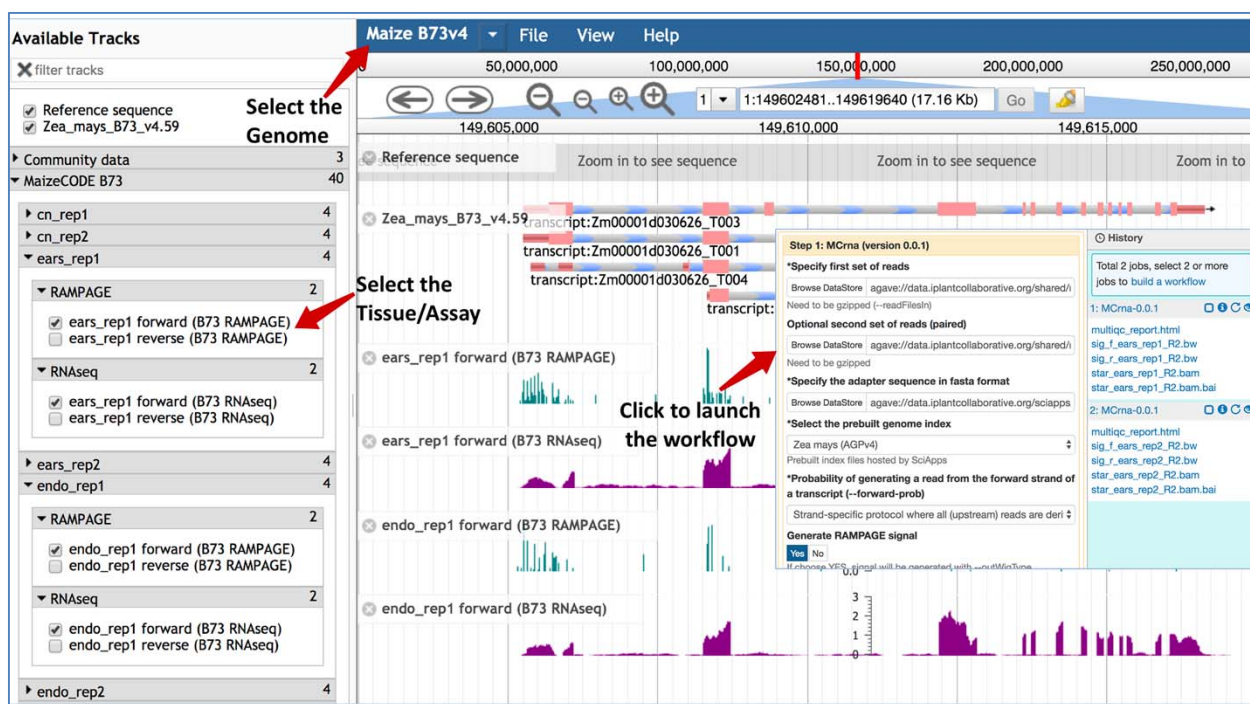 Available Tracks
filter tracks
Reference sequence
Zea_mays_B73_v4.59
Community data 3
MaizeCODE B73 40
cn_rep1 4
cn_rep2 4
ears_rep1 4
RAMPAGE 2
ears_rep1 forward (B73 RAMPAGE)
ears_rep1 reverse (B73 RAMPAGE)
RNAseq 2
ears_rep1 forward (B73 RNAseq)
ears_rep1 reverse (B73 RNAseq)
ears_rep2 4
endo_rep1 4
RAMPAGE 2
endo_rep1 forward (B73 RAMPAGE)
endo_rep1 reverse (B73 RAMPAGE)
RNAseq 2
endo_rep1 forward (B73 RNAseq)
endo_rep1 reverse (B73 RNAseq)
endo_rep2 4
Select the
Genome
Select the
Tissue/Assay
Maize B73v4 File View Help
0 50,000,000 100,000,000 150,000,000 200,000,000 250,000,000
1 1:149602481..149619640 (17.16 Kb) Go
149,605,000 149,610,000 149,615,000
Reference sequence Zoom in to see sequence Zoom in to see sequence Zoom in to
Zea_mays_B73_v4.59
transcript:Zm00001d030626_T003
transcript:Zm00001d030626_T001
transcript:Zm00001d030626_T004
transcript:
ears_rep1 forward (B73 RAMPAGE)
Click to launch
the workflow
ears_rep1 forward (B73 RNAseq)
endo_rep1 forward (B73 RAMPAGE)
0.0
endo_rep1 forward (B73 RNAseq)
3
2
1
0
Step 1: MCrna (version 0.0.1)
*Specify first set of reads
Browse DataStore agave://data.iplantcollaborative.org/shared/
Need to be gzipped (--readFilesIn)
Optional second set of reads (paired)
Browse DataStore agave://data.iplantcollaborative.org/shared/
Need to be gzipped
*Specify the adapter sequence in fasta format
Browse DataStore agave://data.iplantcollaborative.org/sciapps
*Select the prebuilt genome index
Zea mays (AGPv4)
Prebuilt index files hosted by SciApps
*Probability of generating a read from the forward strand of
a transcript (--forward-prob)
Strand-specific protocol where all (upstream) reads are deri
Generate RAMPAGE signal
Yes No
If choose YES, signal will be generated with --outWigType
History
Total 2 jobs, select 2 or more
jobs to build a workflow
1: MCrna-0.0.1
multiqc_report.html
sig_f_ears_rep1_R2.bw
sig_r_ears_rep1_R2.bw
star_ears_rep1_R2.bam
star_ears_rep1_R2.bam.bai
2: MCrna-0.0.1
multiqc_report.html
sig_f_ears_rep2_R2.bw
sig_r_ears_rep2_R2.bw
star_ears_rep2_R2.bam
star_ears_rep2_R2.bam.bai